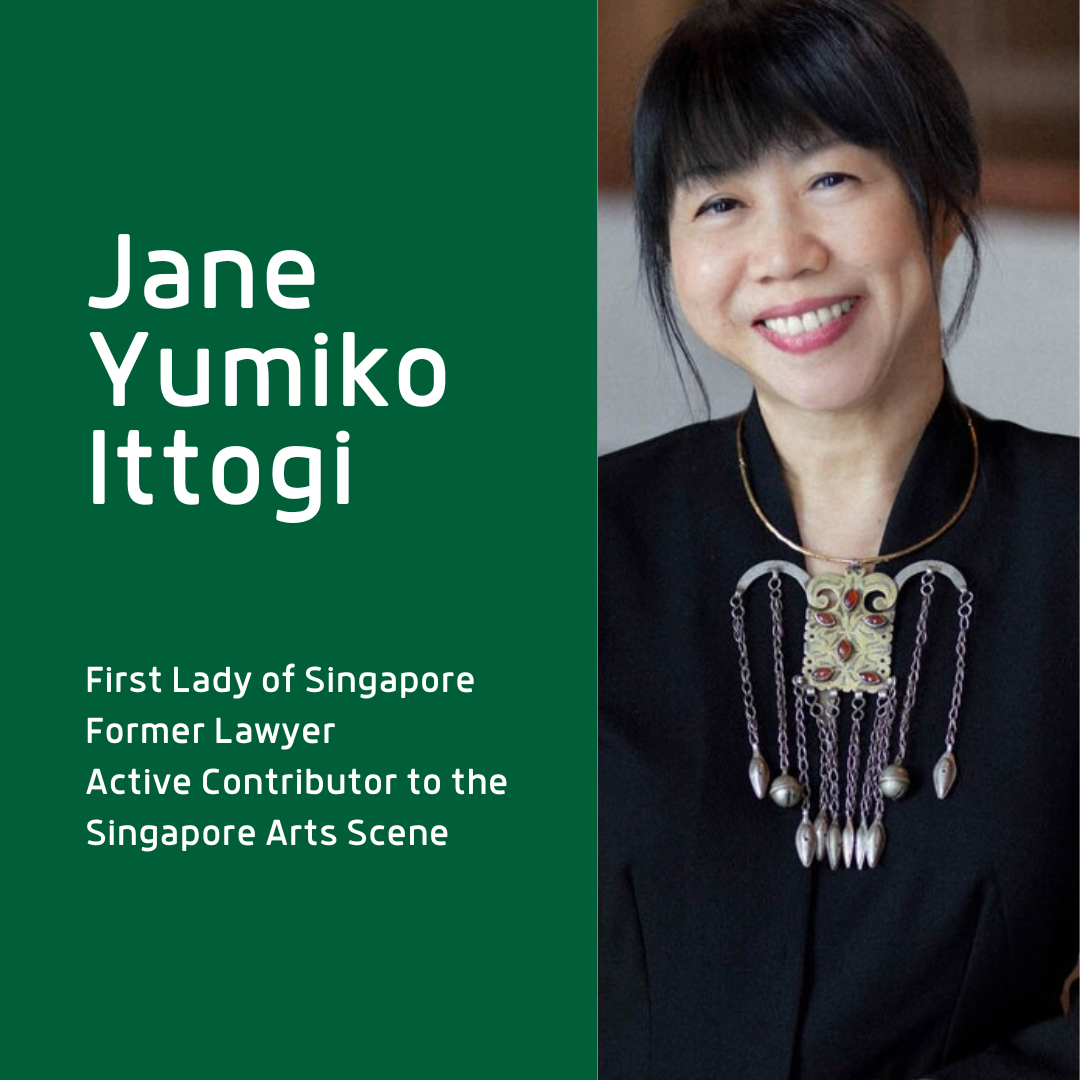 Jane
Yumiko
Ittogi
First Lady of Singapore
Former Lawyer
Active Contributor to the
Singapore Arts Scene